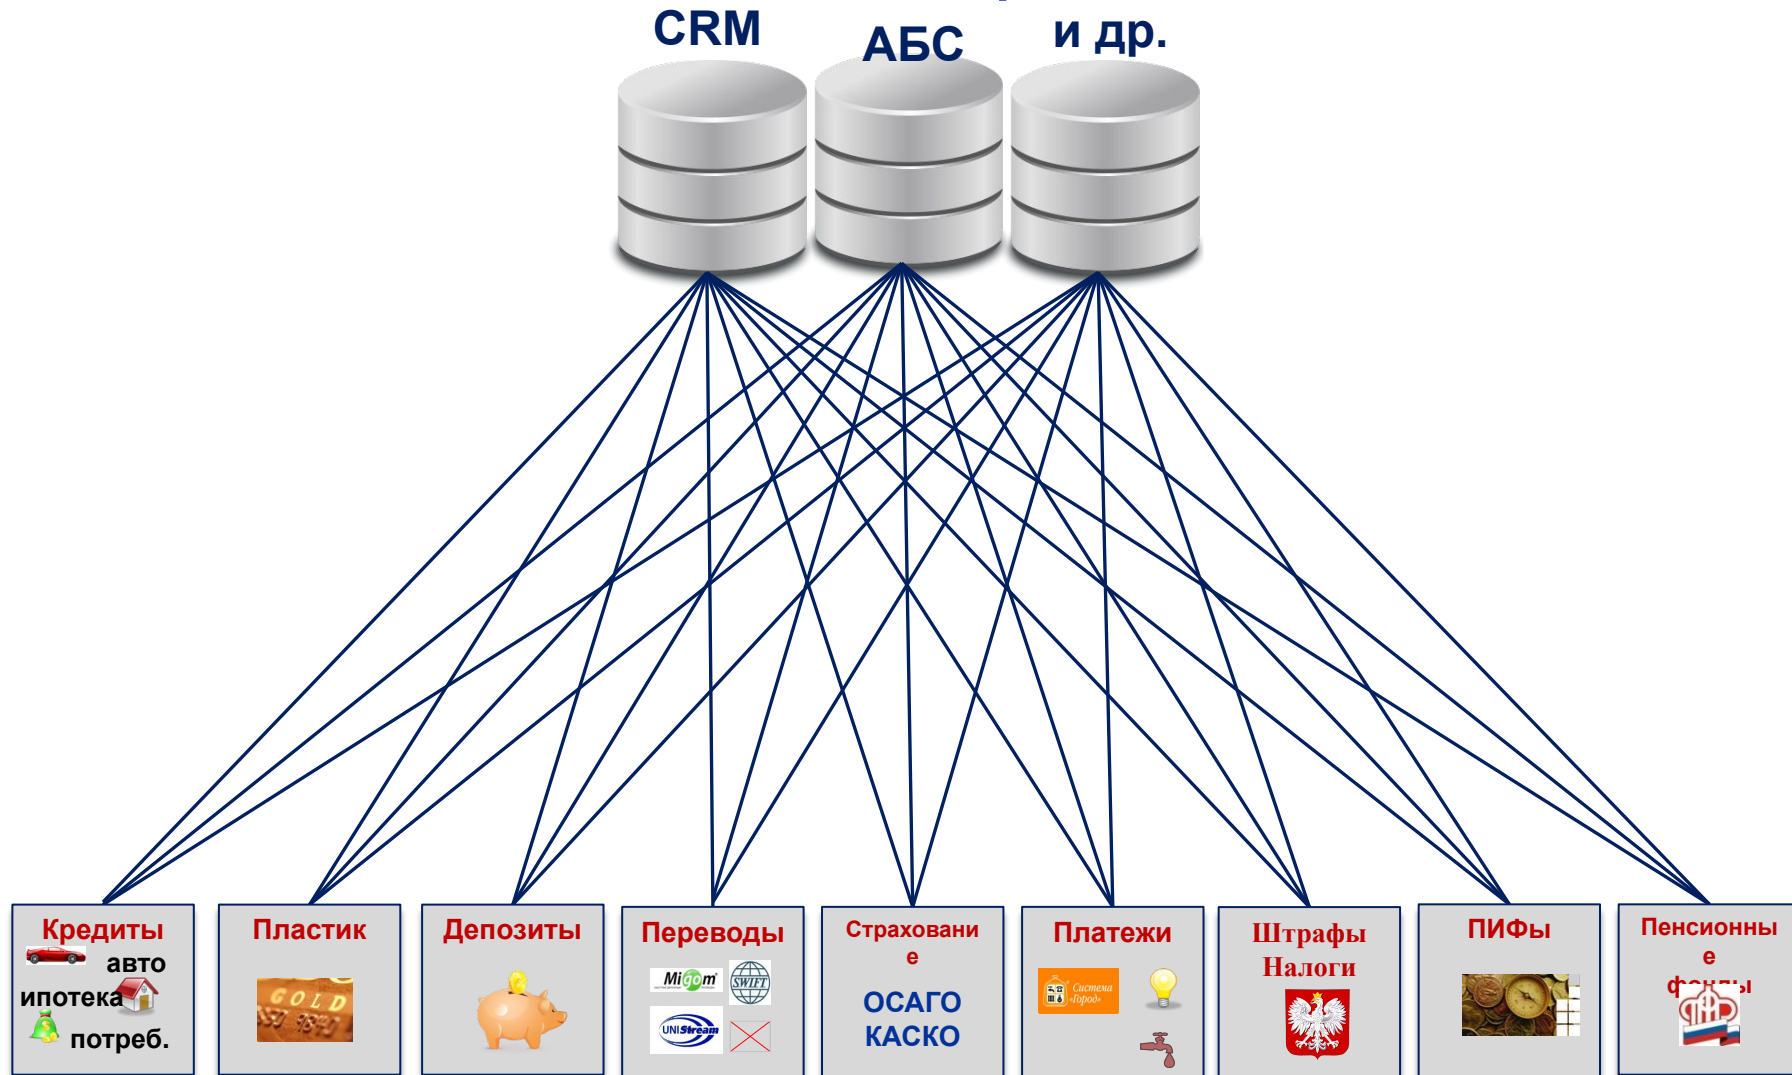 CRM
АБС
и др.
Кредиты
авто
ипотека
потреб.
Пластик
GOLD
Депозиты
Переводы
Migom
SWIFT
UNIStream
Страховани
е
ОСАГО
КАСКО
Платежи
Система
«Город»
Штрафы
Налоги
ПИФы
Пенсионны
е
фонды